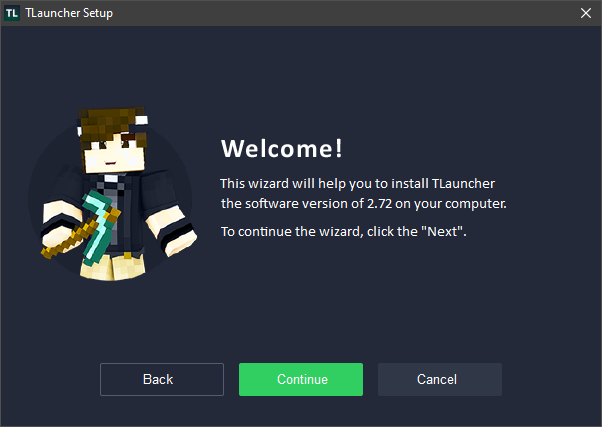 TL TLauncher Setup
Welcome!
This wizard will help you to install TLauncher
the software version of 2.72 on your computer.
To continue the wizard, click the "Next".
Back Continue Cancel